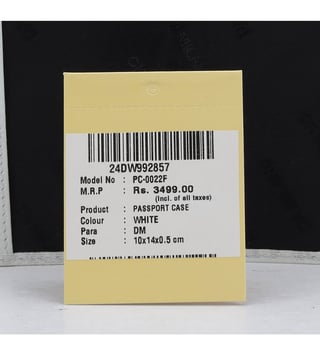 24DW992857
Model No : PC-0022F
M.R.P : Rs. 3499.00
(Incl. of all taxes)
Product : PASSPORT CASE
Colour : WHITE
Para : DM
Size : 10x14x0.5 cm